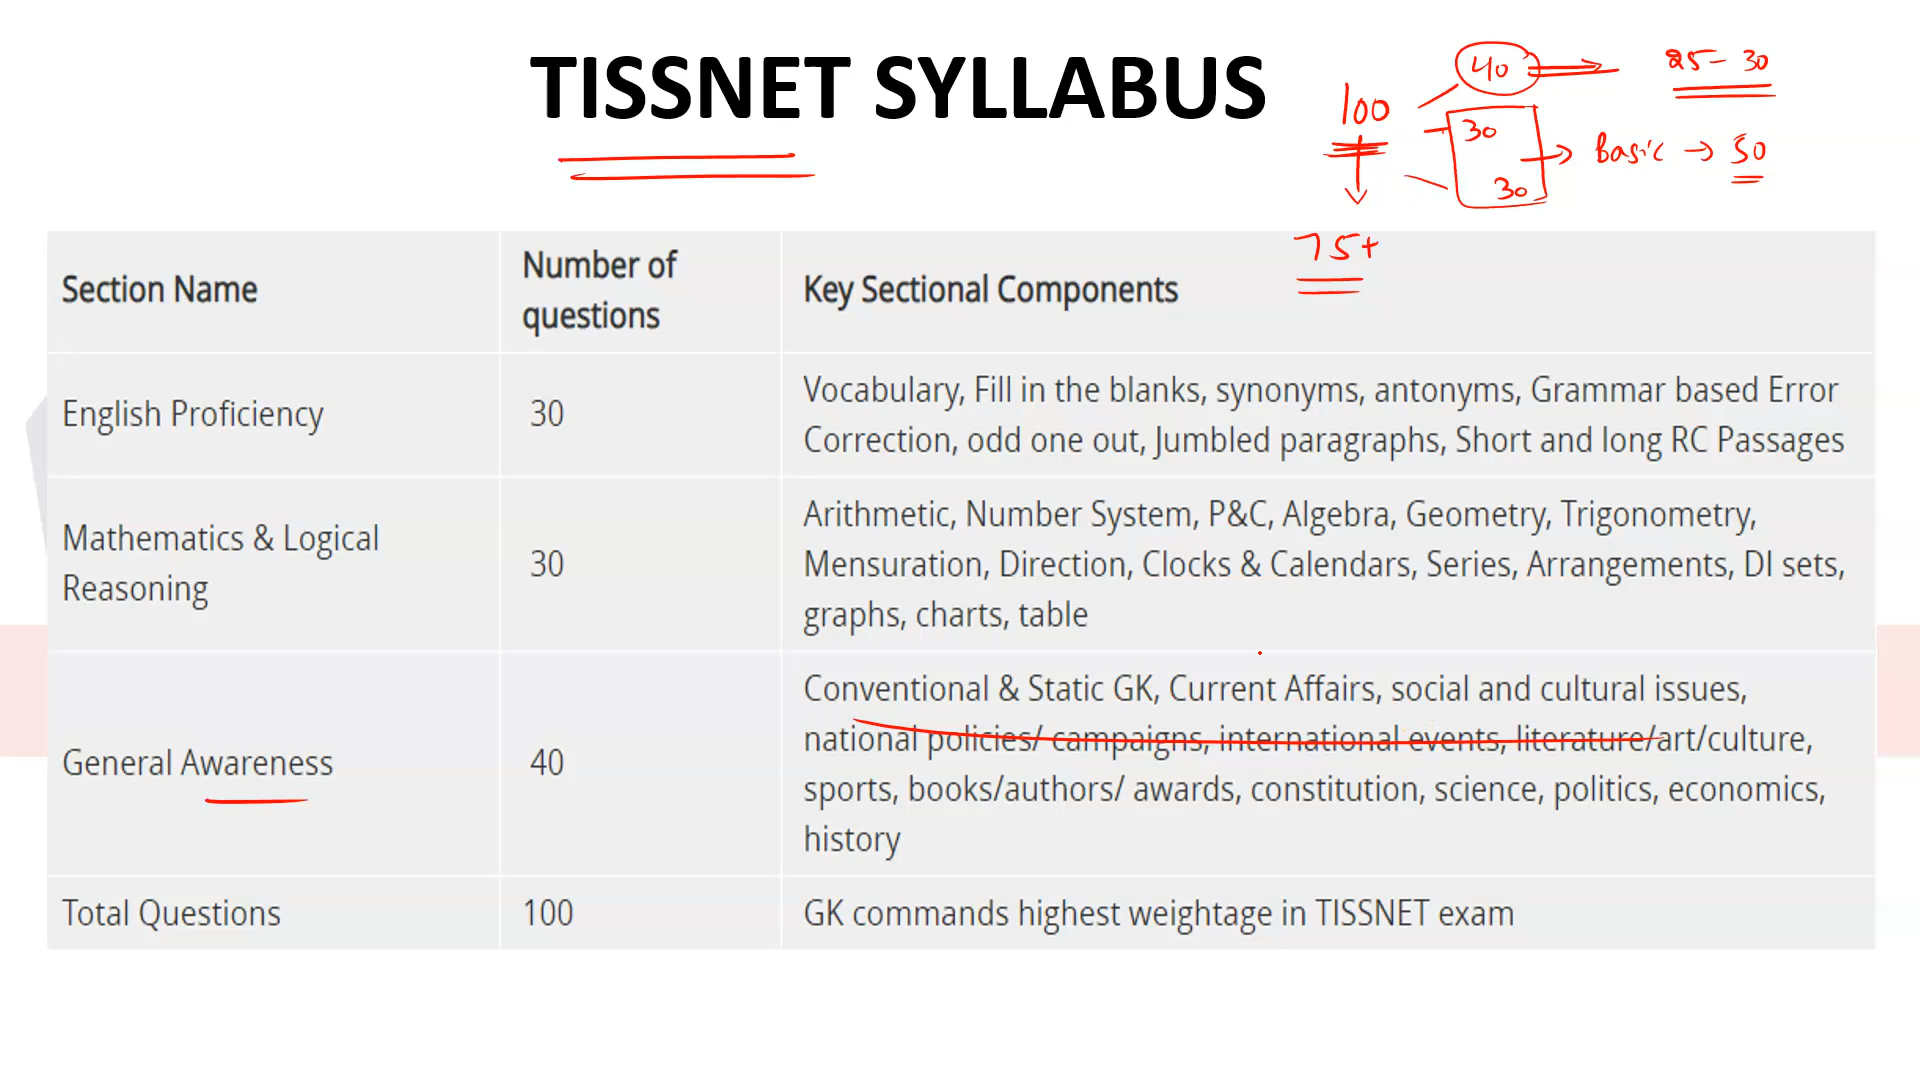 TISSNET SYLLABUS
100
40
25 - 30
30
30
Basic → 50
75+
Section Name
Number of
questions
Key Sectional Components
English Proficiency
30
Vocabulary, Fill in the blanks, synonyms, antonyms, Grammar based Error
Correction, odd one out, Jumbled paragraphs, Short and long RC Passages
Mathematics & Logical
Reasoning
30
Arithmetic, Number System, P&C, Algebra, Geometry, Trigonometry,
Mensuration, Direction, Clocks & Calendars, Series, Arrangements, DI sets,
graphs, charts, table
General Awareness
40
Conventional & Static GK, Current Affairs, social and cultural issues,
national policies/ campaigns, international events, literature/art/culture,
sports, books/authors/ awards, constitution, science, politics, economics,
history
Total Questions
100
GK commands highest weightage in TISSNET exam